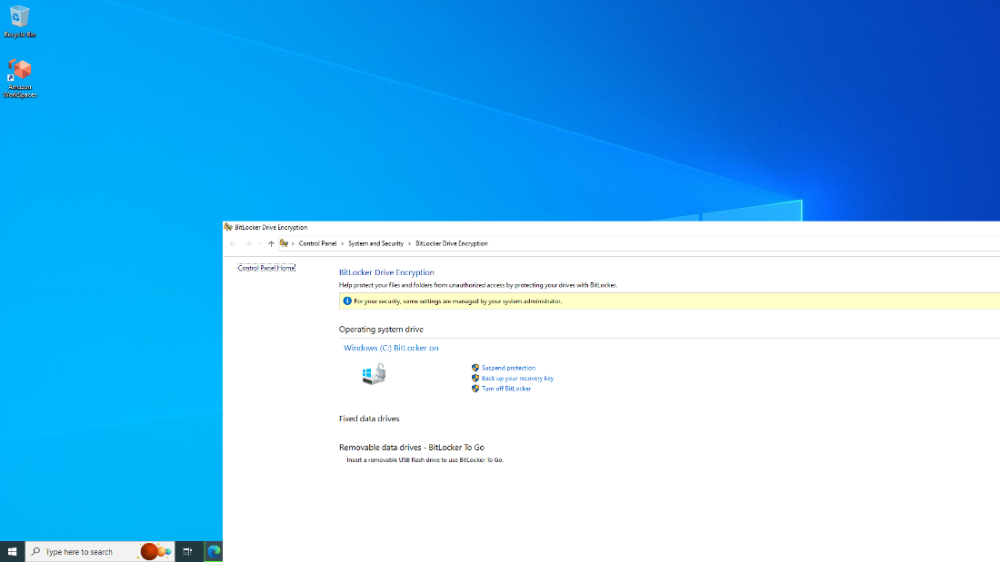 Recycle Bin
Amazon
WorkSpaces
BitLocker Drive Encryption
Control Panel
System and Security
BitLocker Drive Encryption
Control Panel Home
BitLocker Drive Encryption
Help protect your files and folders from unauthorized access by protecting your drives with BitLocker.
For your security, some settings are managed by your system administrator.
Operating system drive
Windows (C:) BitLocker on
Suspend protection
Back up your recovery key
Turn off BitLocker
Fixed data drives
Removable data drives - BitLocker To Go
Insert a removable USB flash drive to use BitLocker To Go.
Type here to search